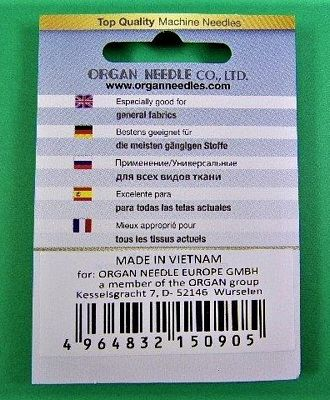 Top Quality Machine Needles
ORGAN NEEDLE CO., LTD.
www.organneedles.com
Especially good for
general fabrics
Bestens geeignet für
die meisten gängigen Stoffe
Применение/Универсальные
для всех видов ткани
Excelente para
para todas las telas actuales
Mieux approprié pour
tous les tissus actuels
MADE IN VIETNAM
for: ORGAN NEEDLE EUROPE GMBH
a member of the ORGAN group
Kesselsgracht 7, D- 52146 Wurselen
4 964832 150905